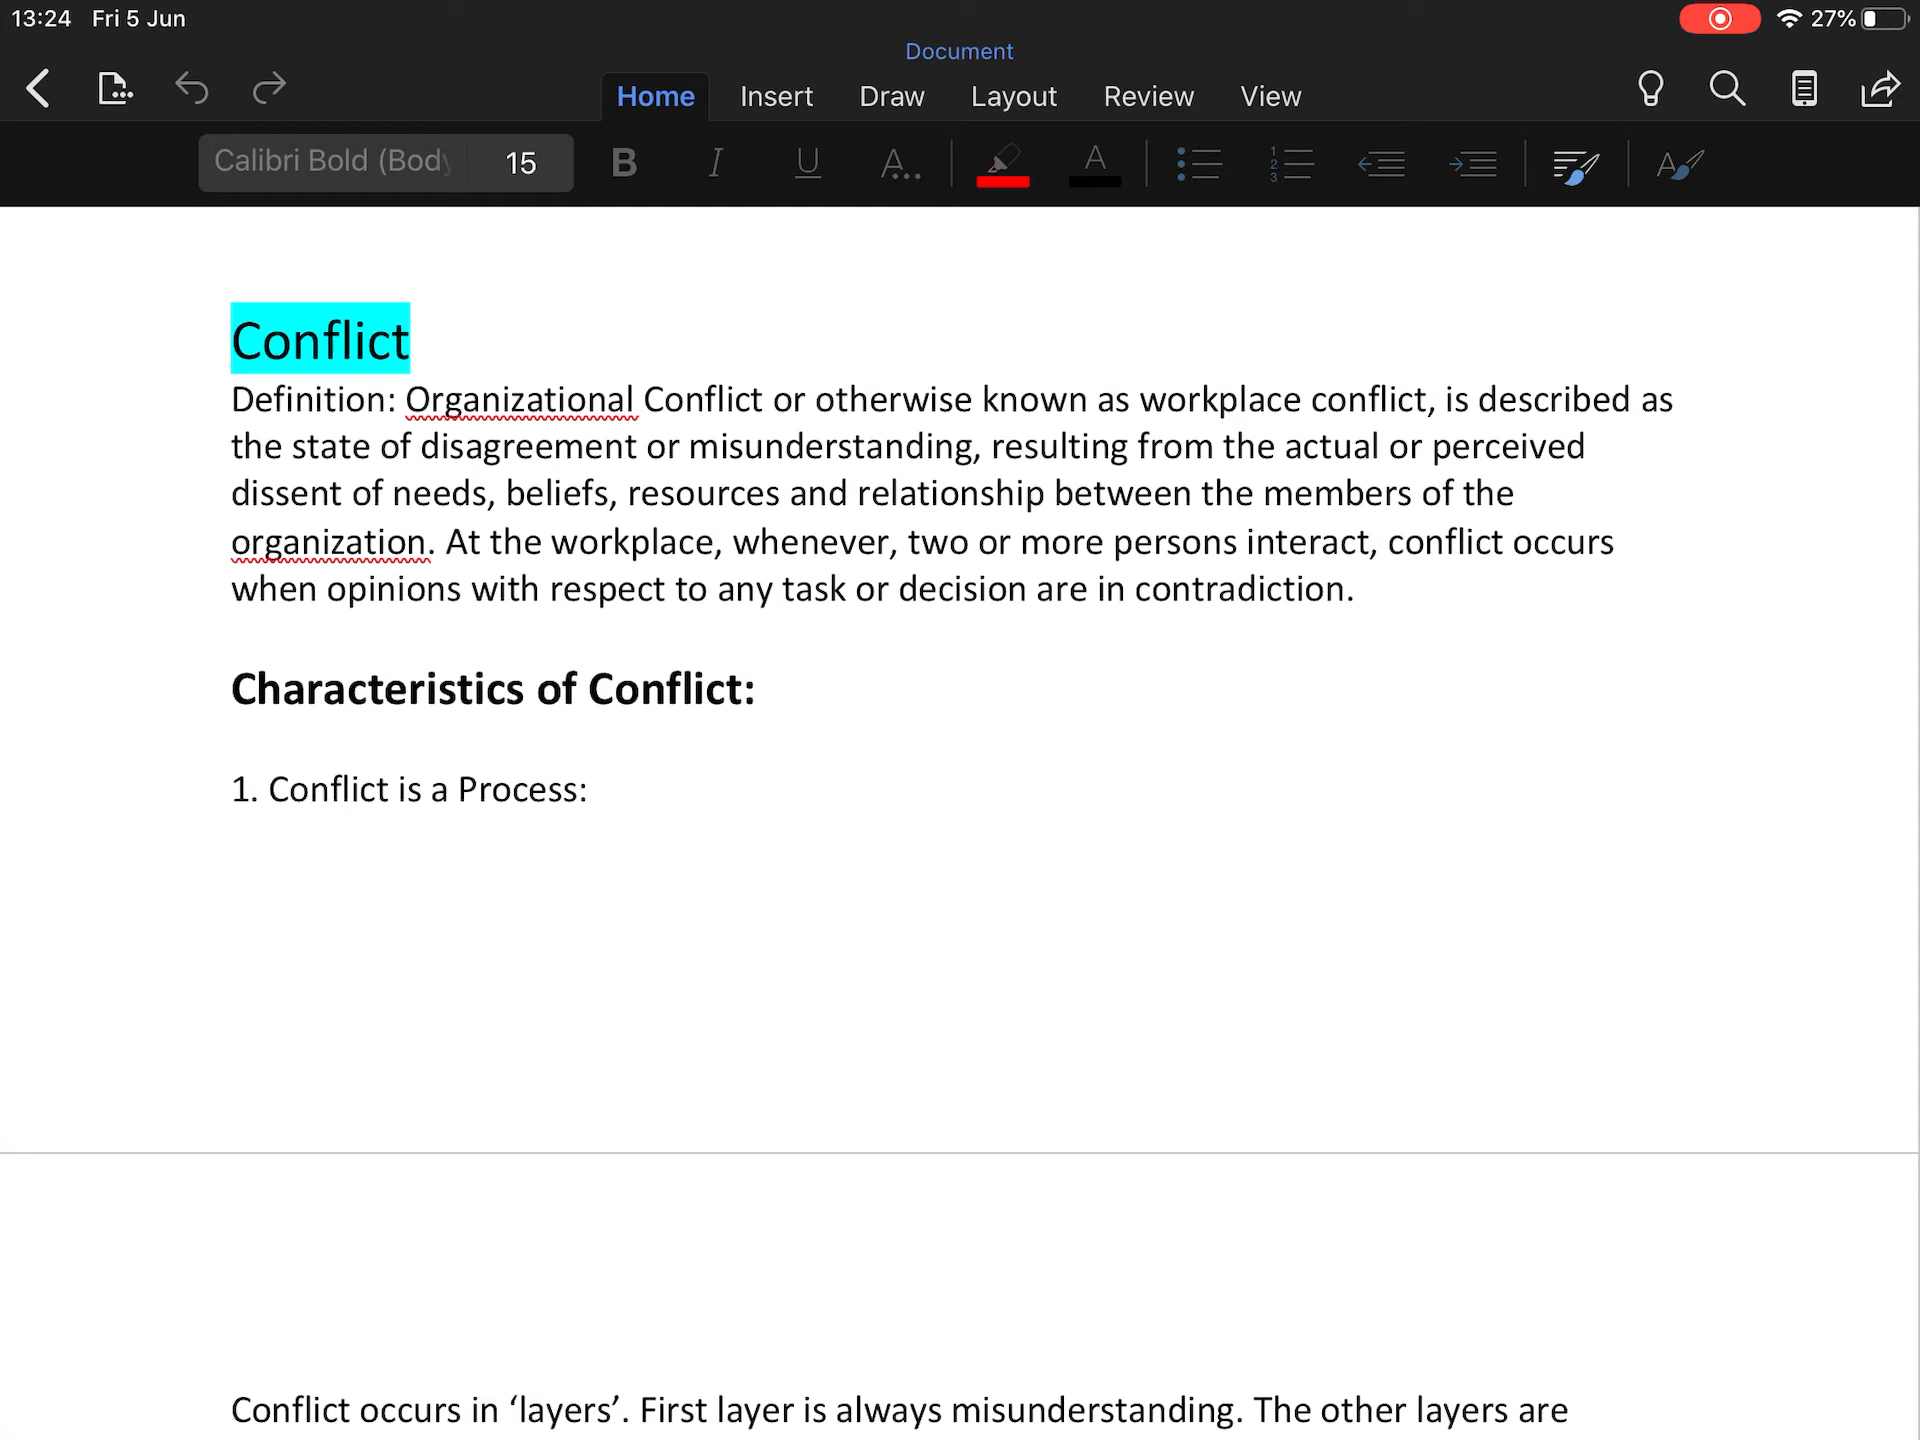 13:24 Fri 5 Jun
27%
Document
Home Insert Draw Layout Review View
Calibri Bold (Body 15 B I U A... A A
Conflict
Definition: Organizational Conflict or otherwise known as workplace conflict, is described as
the state of disagreement or misunderstanding, resulting from the actual or perceived
dissent of needs, beliefs, resources and relationship between the members of the
organization. At the workplace, whenever, two or more persons interact, conflict occurs
when opinions with respect to any task or decision are in contradiction.
Characteristics of Conflict:
1. Conflict is a Process:
Conflict occurs in ‘layers’. First layer is always misunderstanding. The other layers are